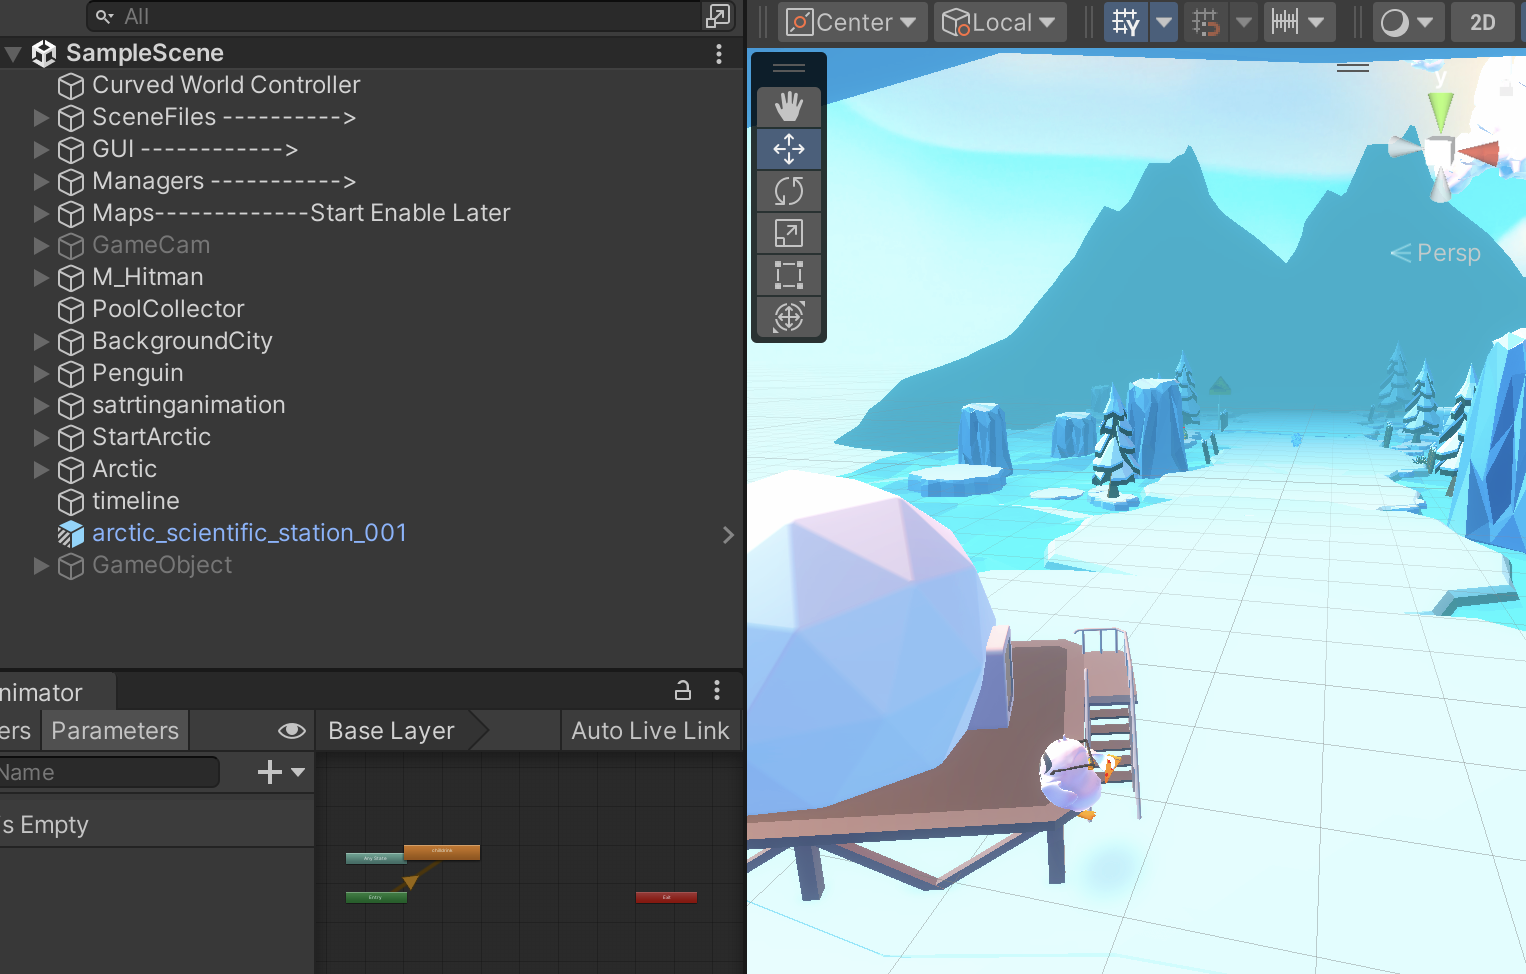 All
SampleScene
Curved World Controller
SceneFiles ---------->
GUI ------------>
Managers ----------->
Maps-------------Start Enable Later
GameCam
M_Hitman
PoolCollector
BackgroundCity
Penguin
satrtinganimation
StartArctic
Arctic
timeline
arctic_scientific_station_001
GameObject
nimator
ers Parameters Base Layer Auto Live Link
Name
s Empty
Any State
Entry
Exit
Center Local 2D
y
Persp